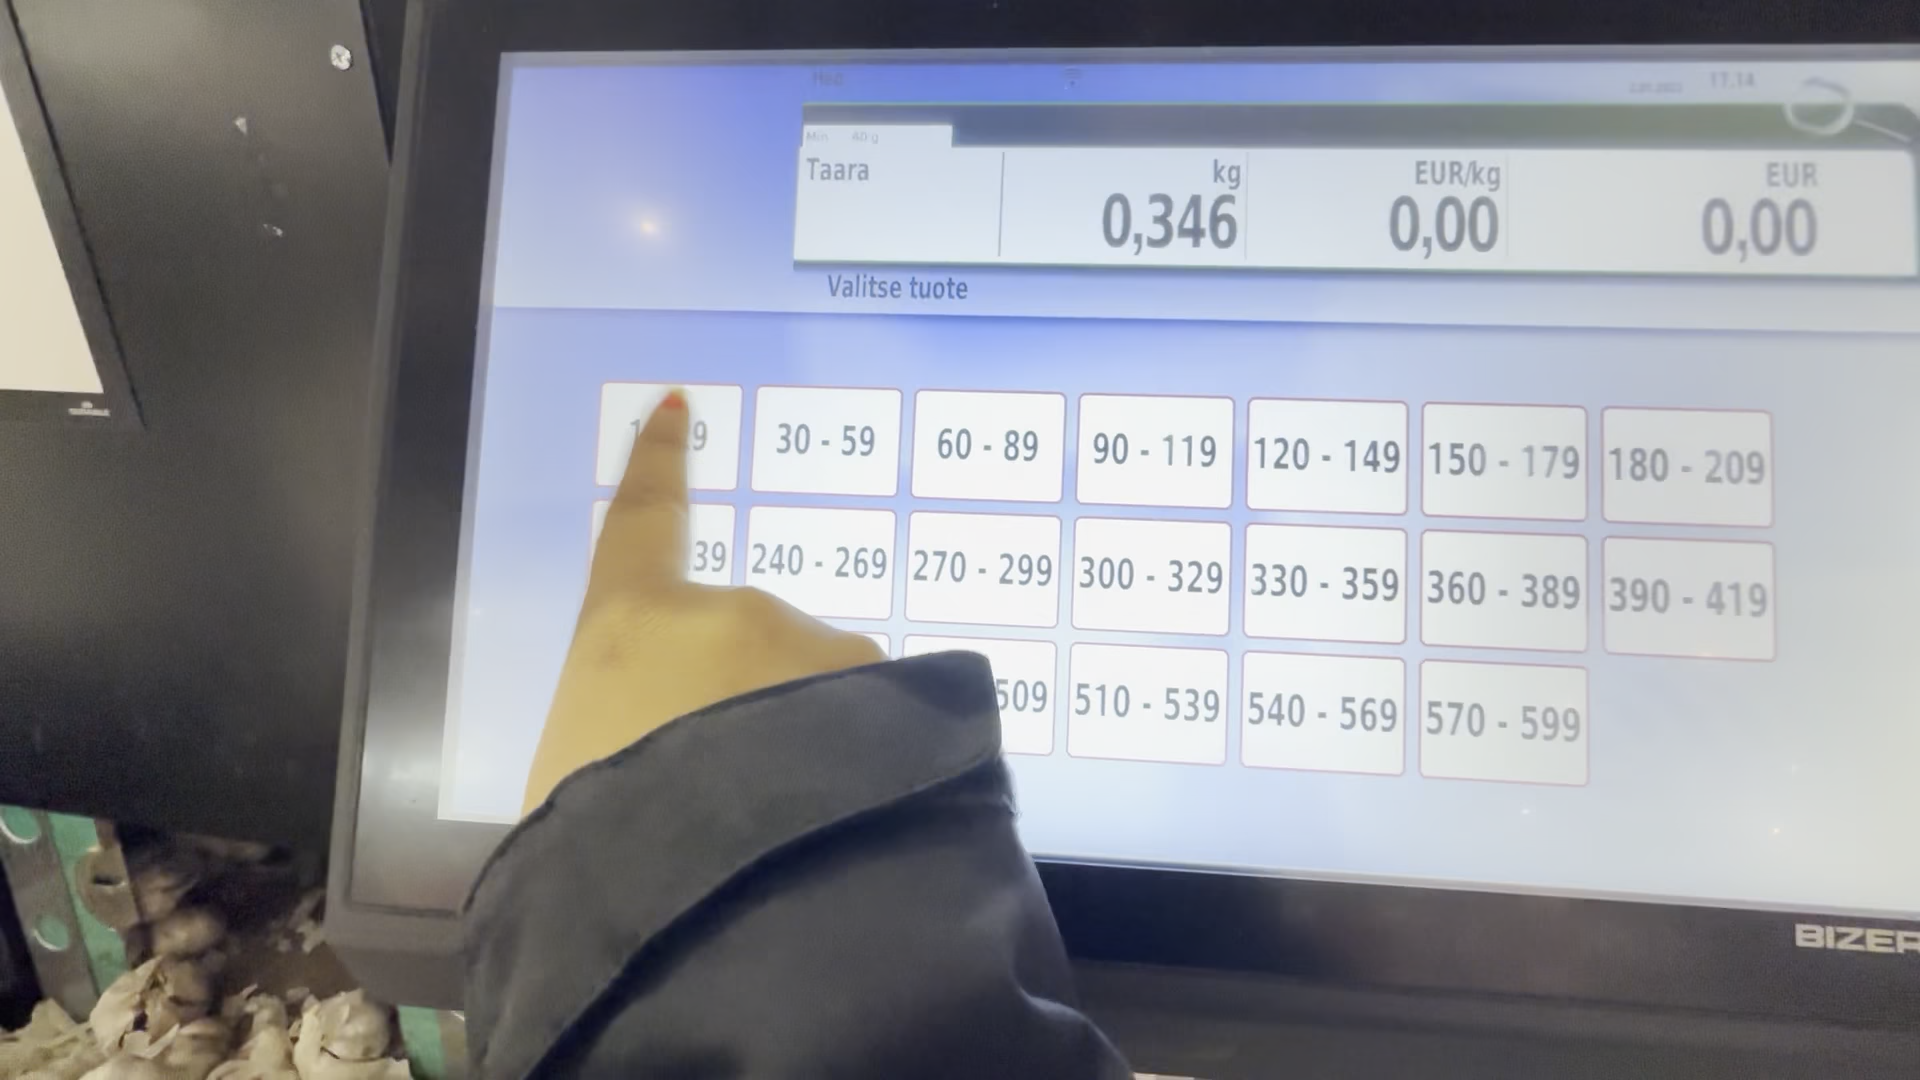 Min
Taara
kg
EUR/kg
EUR
0,346
0,00
0,00
Valitse tuote
30 - 59
60 - 89
90 - 119
120 - 149
150 - 179
180 - 209
240 - 269
270 - 299
300 - 329
330 - 359
360 - 389
390 - 419
509
510 - 539
540 - 569
570 - 599